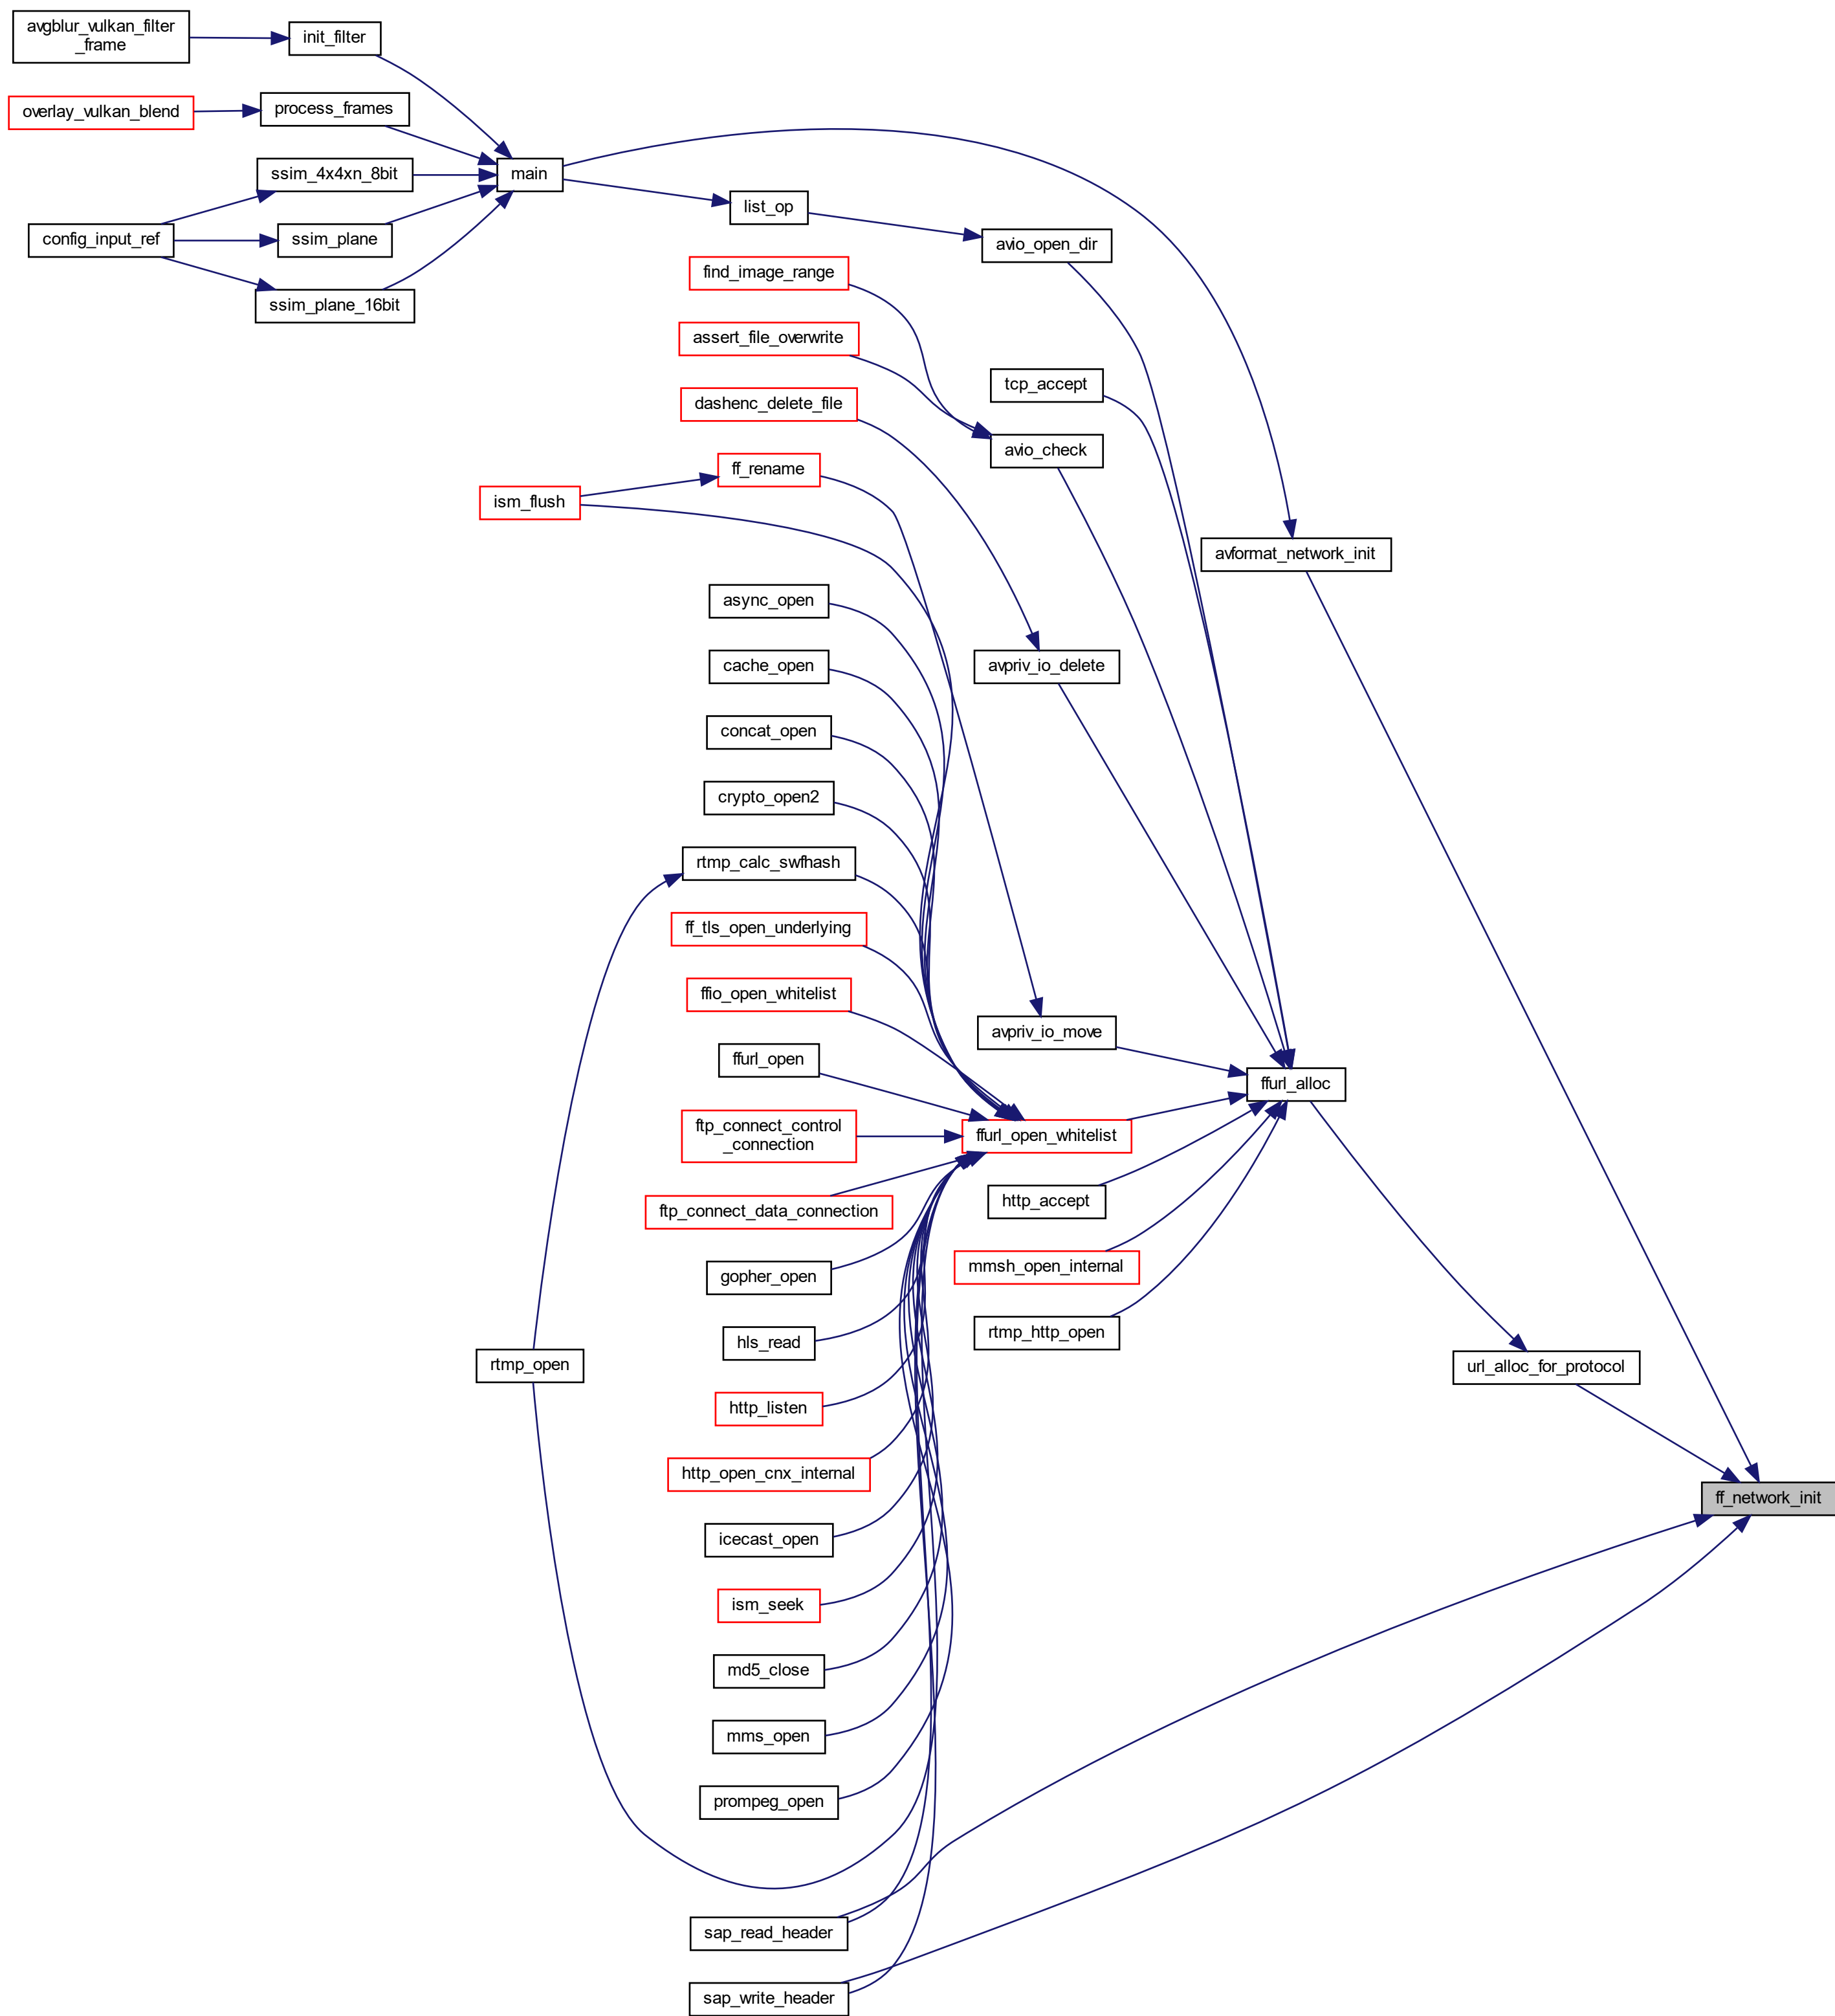 avgblur_vulkan_filter
_frame
init_filter
overlay_vulkan_blend
process_frames
ssim_4x4xn_8bit
main
config_input_ref
ssim_plane
ssim_plane_16bit
list_op
avio_open_dir
find_image_range
assert_file_overwrite
tcp_accept
dashenc_delete_file
avio_check
ff_rename
ism_flush
avformat_network_init
async_open
cache_open
avpriv_io_delete
concat_open
crypto_open2
rtmp_calc_swfhash
ff_tls_open_underlying
ffio_open_whitelist
avpriv_io_move
ffurl_open
ffurl_alloc
ftp_connect_control
_connection
ffurl_open_whitelist
ftp_connect_data_connection
http_accept
gopher_open
mmsh_open_internal
hls_read
rtmp_http_open
rtmp_open
url_alloc_for_protocol
http_listen
http_open_cnx_internal
ff_network_init
icecast_open
ism_seek
md5_close
mms_open
prompeg_open
sap_read_header
sap_write_header